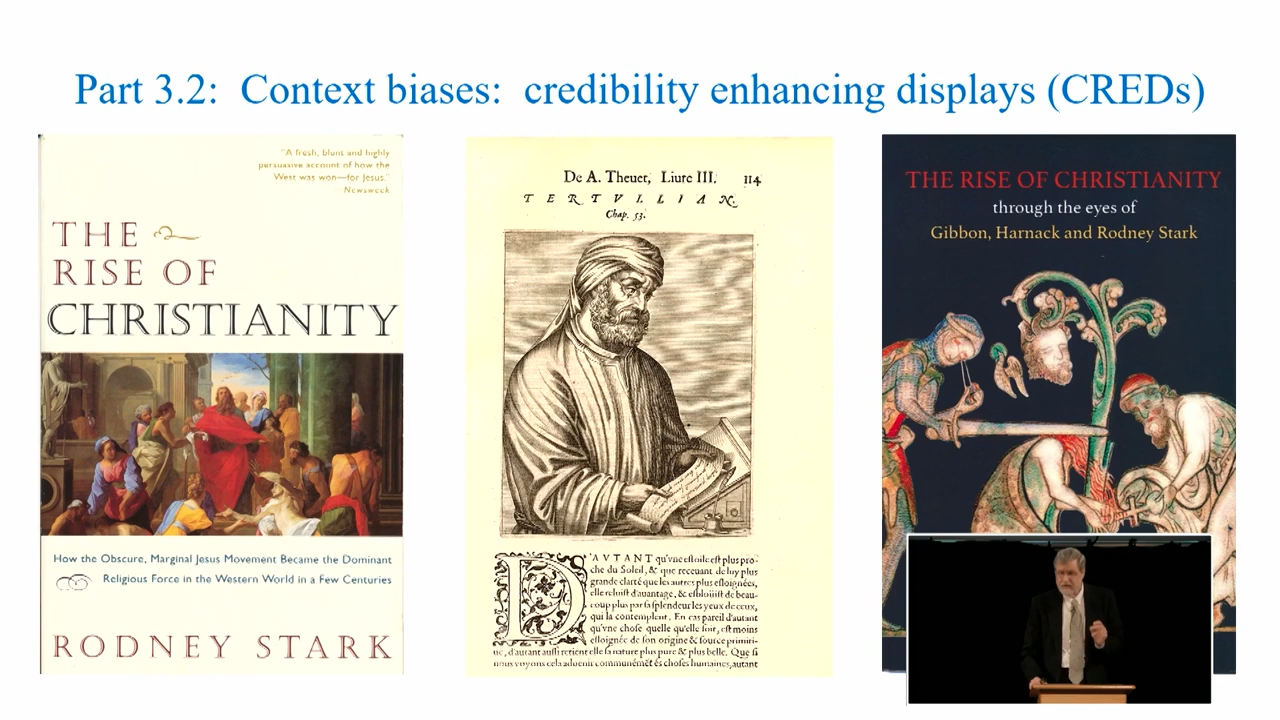 Part 3.2: Context biases: credibility enhancing displays (CREDs)
"A fresh, blunt and highly
persuasive account of how the
West was won—for Jesus."
Newsweek
THE
RISE OF
CHRISTIANITY
How the Obscure, Marginal Jesus Movement Became the Dominant
Religious Force in the Western World in a Few Centuries
RODNEY STARK
De A. Theuet, Liure III. 114
TERTVLLIAN.
Chap. 53.
D'AVTANT qu'vne estoile est plus pro-
che du Soleil, & que receuant de luy plus
grande clarté que les autres plus esloignées,
elle reluist d'auantage, & esblouïst de beau-
coup plus par sa splendeur les yeux de ceux,
qui la contemplent. En cas pareil d'autant
qu'vne chose quelle qu'elle soit, est moins
esloignée de son origine & source primiti-
ue, d'autant aussi retient elle sa nature plus pure & plus belle. Que si
nous voyons cela aduenir communémét és choses humaines, autant
THE RISE OF CHRISTIANITY
through the eyes of
Gibbon, Harnack and Rodney Stark